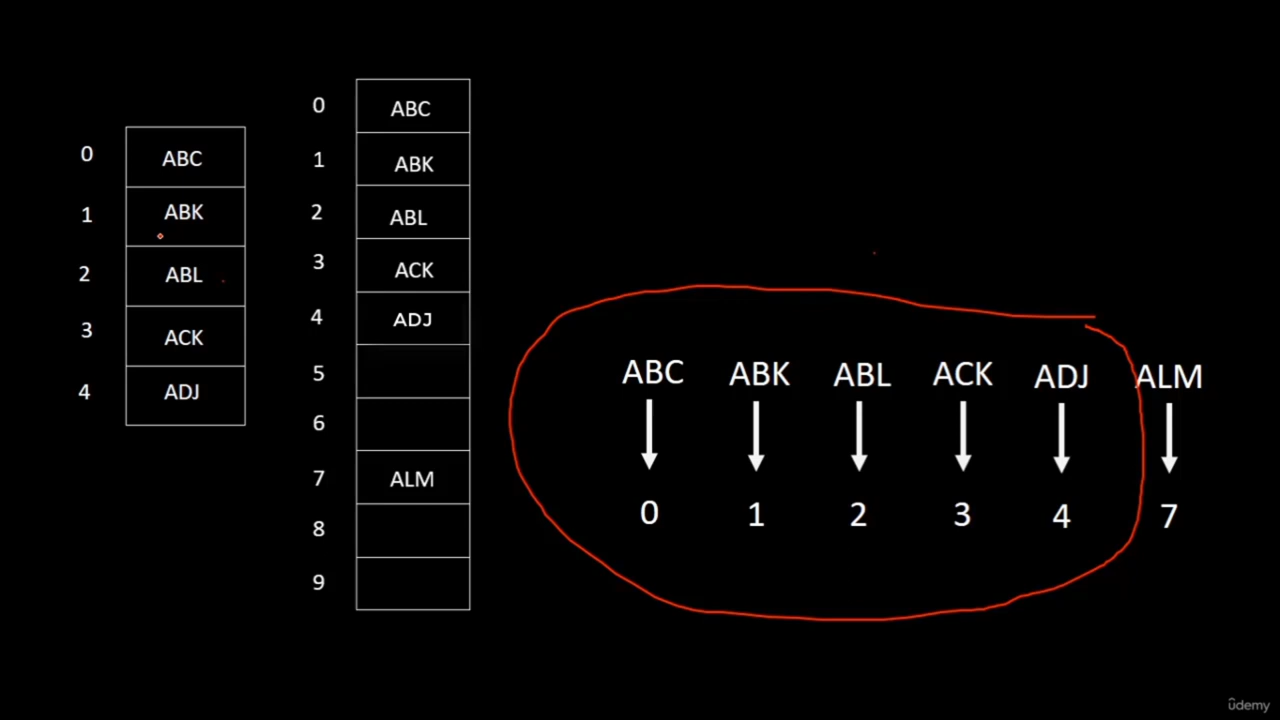 0 ABC
1 ABK
2 ABL
3 ACK
4 ADJ
0 ABC
1 ABK
2 ABL
3 ACK
4 ADJ
5
6
7 ALM
8
9
ABC ABK ABL ACK ADJ ALM
0 1 2 3 4 7
ûdemy